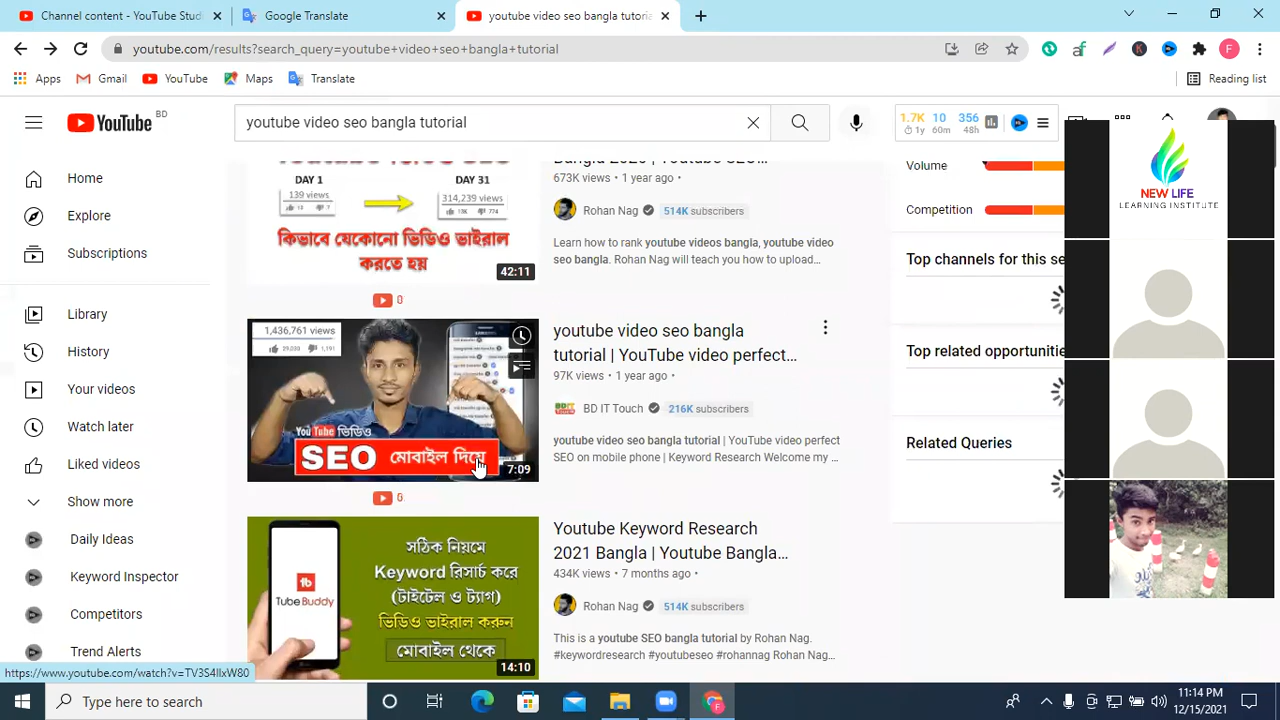 Channel content - YouTube Studio
Google Translate
youtube video seo bangla tutoria
youtube.com/results?search_query=youtube+video+seo+bangla+tutorial
Apps
Gmail
YouTube
Maps
Translate
Reading list
YouTube
BD
youtube video seo bangla tutorial
1.7K
10
356
1y
60m
48h
Home
Explore
Subscriptions
Library
History
Your videos
Watch later
Liked videos
Show more
Daily Ideas
Keyword Inspector
Competitors
Trend Alerts
DAY 1
DAY 31
139 views
314,239 views
কিভাবে যেকোনো ভিডিও ভাইরাল
করতে হয়
42:11
Bangla 2020 | Youtube SEO...
673K views • 1 year ago •
Rohan Nag
514K subscribers
Learn how to rank youtube videos bangla, youtube video
seo bangla. Rohan Nag will teach you how to upload...
0
1,436,761 views
YouTube ভিডিও
SEO মোবাইল দিয়ে
7:09
youtube video seo bangla
tutorial | YouTube video perfect...
97K views • 1 year ago •
BD IT Touch
216K subscribers
youtube video seo bangla tutorial | YouTube video perfect
SEO on mobile phone | Keyword Research Welcome my ...
0
সঠিক নিয়মে
Keyword রিসার্চ করে
(টাইটেল ও ট্যাগ)
ভিডিও ভাইরাল করুন
মোবাইল থেকে
TubeBuddy
14:10
Youtube Keyword Research
2021 Bangla | Youtube Bangla...
434K views • 7 months ago •
Rohan Nag
514K subscribers
This is a youtube SEO bangla tutorial by Rohan Nag.
#keywordresearch #youtubeseo #rohannag Rohan Nag...
Volume
Competition
Top channels for this se
Top related opportunities
Related Queries
NEW LIFE
LEARNING INSTITUTE
https://www.youtube.com/watch?v=TV3S4IlxW80
Type here to search
11:14 PM
12/15/2021